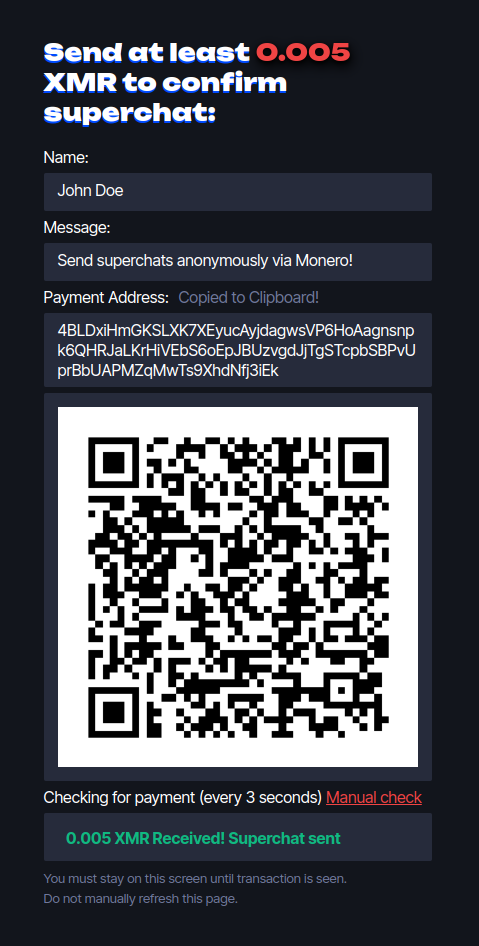 Send at least 0.005
XMR to confirm
superchat:
Name:
John Doe
Message:
Send superchats anonymously via Monero!
Payment Address: Copied to Clipboard!
4BLDxiHmGKSLXK7XEyucAyjdagwsVP6HoAagnsnp
k6QHRJaLKrHiVEbS6oEpJBUzvgdJjTgSTcpbSBPvU
prBbUAPMZqMwTs9XhdNfj3iEk
Checking for payment (every 3 seconds) Manual check
0.005 XMR Received! Superchat sent
You must stay on this screen until transaction is seen.
Do not manually refresh this page.